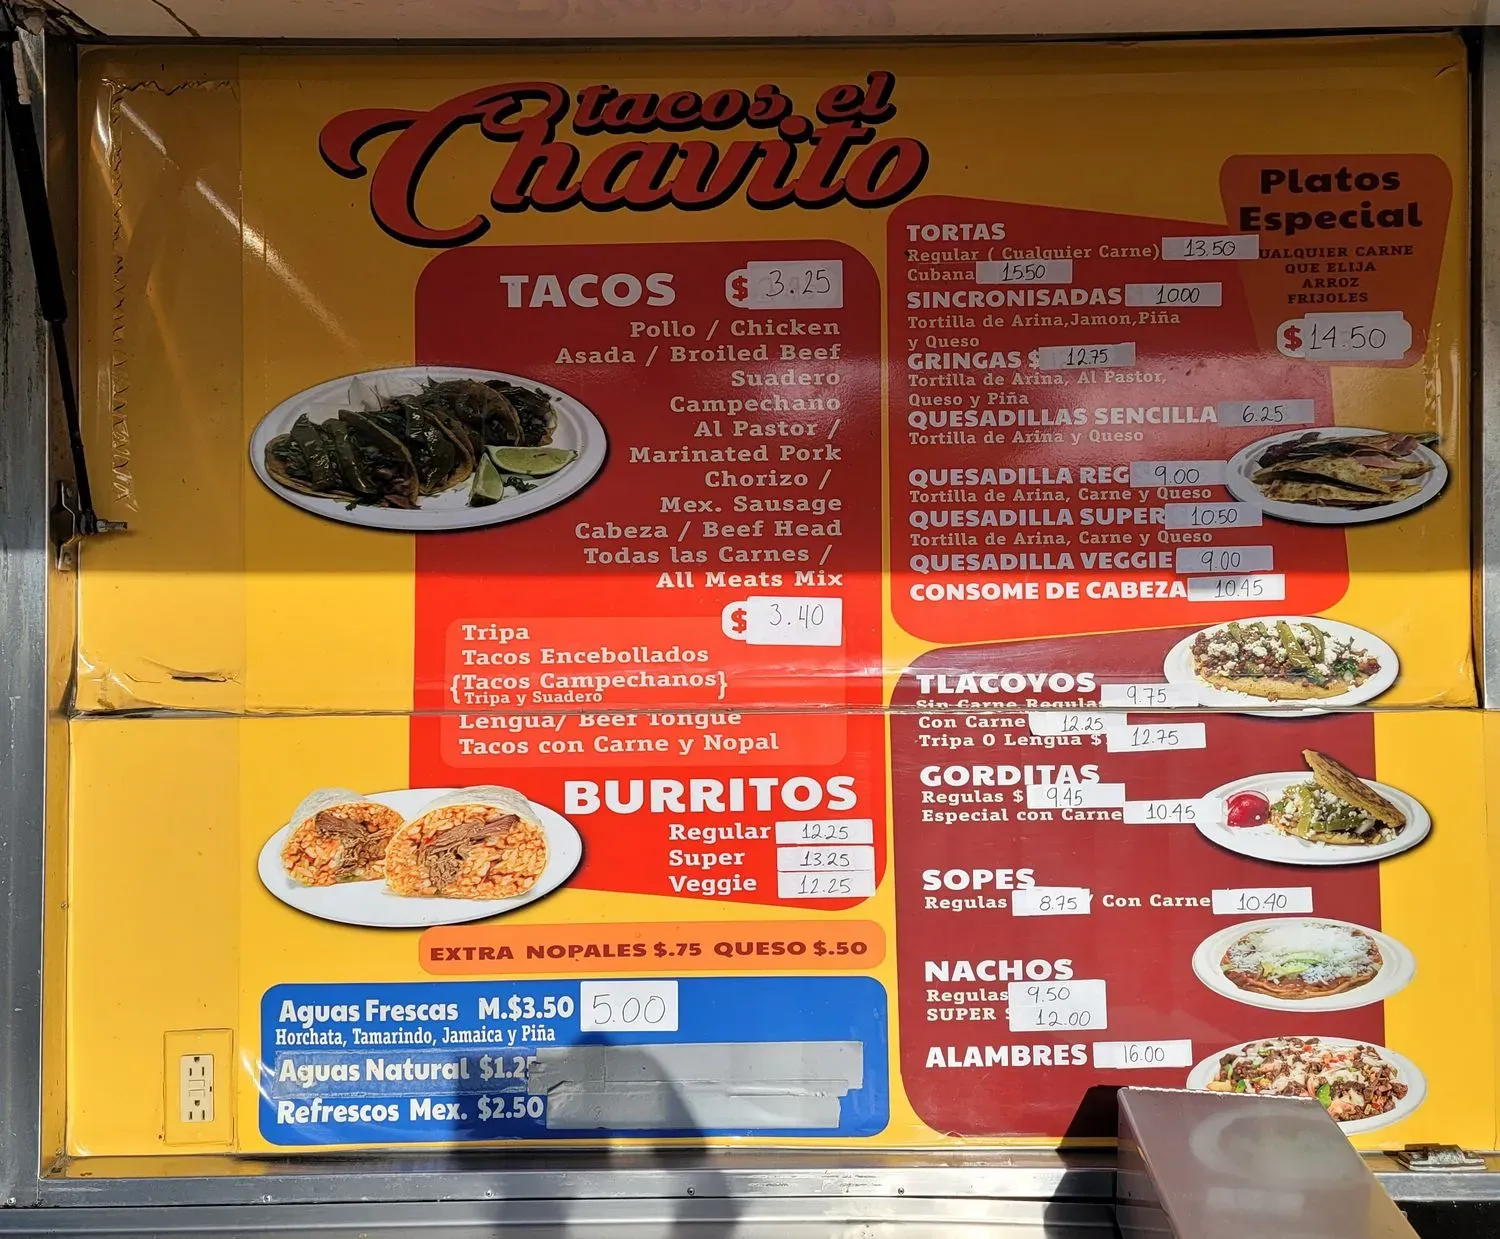 tacos el
Chavito
TACOS $ 3.25
Pollo / Chicken
Asada / Broiled Beef
Suadero
Campechano
Al Pastor /
Marinated Pork
Chorizo /
Mex. Sausage
Cabeza / Beef Head
Todas las Carnes /
All Meats Mix
$ 3.40
Tripa
Tacos Encebollados
{Tacos Campechanos}
Tripa y Suadero
Lengua/ Beef Tongue
Tacos con Carne y Nopal
BURRITOS
Regular 12.25
Super 13.25
Veggie 12.25
EXTRA NOPALES $.75 QUESO $.50
Aguas Frescas M.$3.50 5.00
Horchata, Tamarindo, Jamaica y Piña
Aguas Natural $1.25
Refrescos Mex. $2.50
TORTAS
Regular ( Cualquier Carne) 13.50
Cubana 15.50
SINCRONISADAS 10.00
Tortilla de Arina,Jamon,Piña
y Queso
GRINGAS $ 12.75
Tortilla de Arina, Al Pastor,
Queso y Piña
QUESADILLAS SENCILLA 6.25
Tortilla de Arina y Queso
QUESADILLA REG 9.00
Tortilla de Arina, Carne y Queso
QUESADILLA SUPER 10.50
Tortilla de Arina, Carne y Queso
QUESADILLA VEGGIE 9.00
CONSOME DE CABEZA 10.45
Platos
Especial
UALQUIER CARNE
QUE ELIJA
ARROZ
FRIJOLES
$ 14.50
TLACOYOS 9.75
Sin Carne Regulas
Con Carne 12.25
Tripa O Lengua $ 12.75
GORDITAS
Regulas $ 9.45
Especial con Carne 10.45
SOPES
Regulas 8.75 / Con Carne 10.40
NACHOS
Regulas 9.50
SUPER $ 12.00
ALAMBRES 16.00